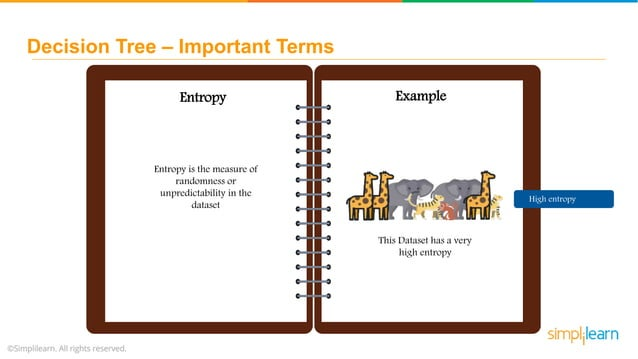 Decision Tree – Important Terms
Entropy
Entropy is the measure of
randomness or
unpredictability in the
dataset
Example
This Dataset has a very
high entropy
High entropy
©Simplilearn. All rights reserved.
simplilearn